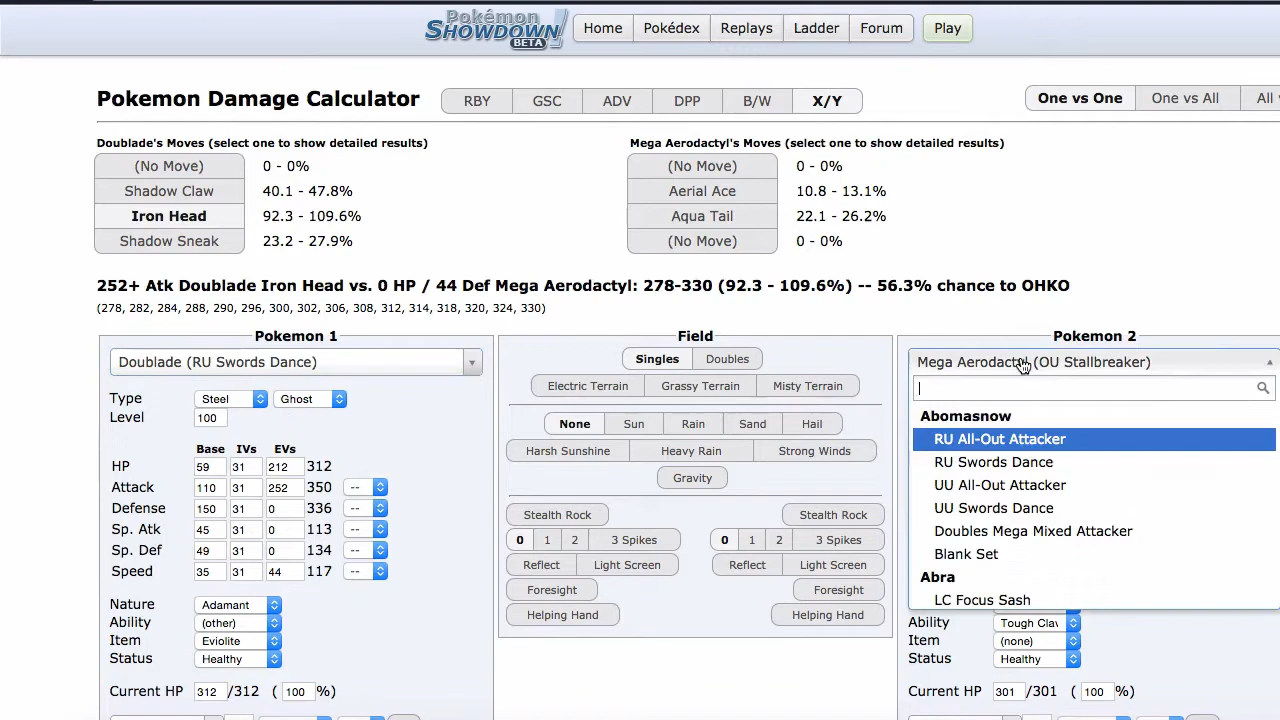 Pokémon
SHOWDOWN
BETA
Home
Pokédex
Replays
Ladder
Forum
Play
Pokemon Damage Calculator
RBY
GSC
ADV
DPP
B/W
X/Y
One vs One
One vs All
All
Doublade's Moves (select one to show detailed results)
(No Move) 0 - 0%
Shadow Claw 40.1 - 47.8%
Iron Head 92.3 - 109.6%
Shadow Sneak 23.2 - 27.9%
Mega Aerodactyl's Moves (select one to show detailed results)
(No Move) 0 - 0%
Aerial Ace 10.8 - 13.1%
Aqua Tail 22.1 - 26.2%
(No Move) 0 - 0%
252+ Atk Doublade Iron Head vs. 0 HP / 44 Def Mega Aerodactyl: 278-330 (92.3 - 109.6%) -- 56.3% chance to OHKO
(278, 282, 284, 288, 290, 296, 300, 302, 306, 308, 312, 314, 318, 320, 324, 330)
Pokemon 1
Doublade (RU Swords Dance)
Type Steel Ghost
Level 100
Base IVs EVs
HP 59 31 212 312
Attack 110 31 252 350 --
Defense 150 31 0 336 --
Sp. Atk 45 31 0 113 --
Sp. Def 49 31 0 134 --
Speed 35 31 44 117 --
Nature Adamant
Ability (other)
Item Eviolite
Status Healthy
Current HP 312 /312 ( 100 %)
Field
Singles Doubles
Electric Terrain Grassy Terrain Misty Terrain
None Sun Rain Sand Hail
Harsh Sunshine Heavy Rain Strong Winds
Gravity
Stealth Rock Stealth Rock
0 1 2 3 Spikes 0 1 2 3 Spikes
Reflect Light Screen Reflect Light Screen
Foresight Foresight
Helping Hand Helping Hand
Pokemon 2
Mega Aerodactyl (OU Stallbreaker)
Abomasnow
RU All-Out Attacker
RU Swords Dance
UU All-Out Attacker
UU Swords Dance
Doubles Mega Mixed Attacker
Blank Set
Abra
LC Focus Sash
Ability Tough Clav
Item (none)
Status Healthy
Current HP 301 /301 ( 100 %)